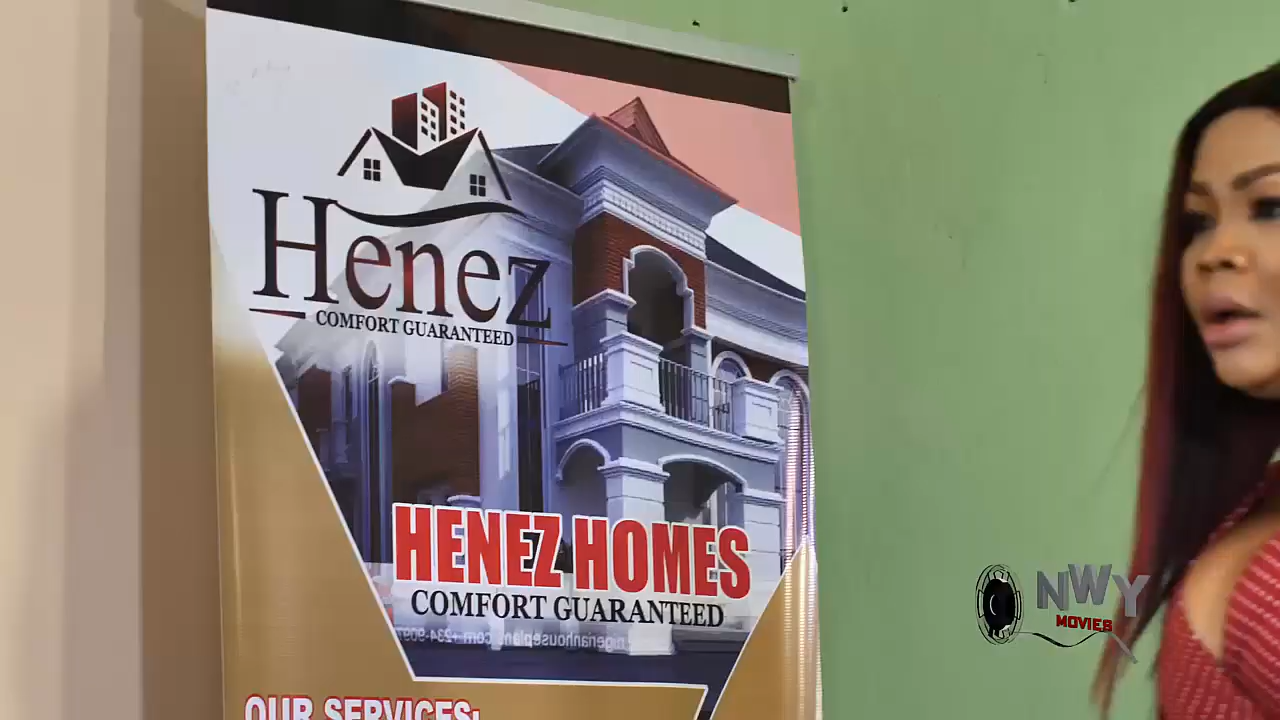 Henez
COMFORT GUARANTEED
HENEZ HOMES
COMFORT GUARANTEED
OUR SERVICES:
NWY
MOVIES